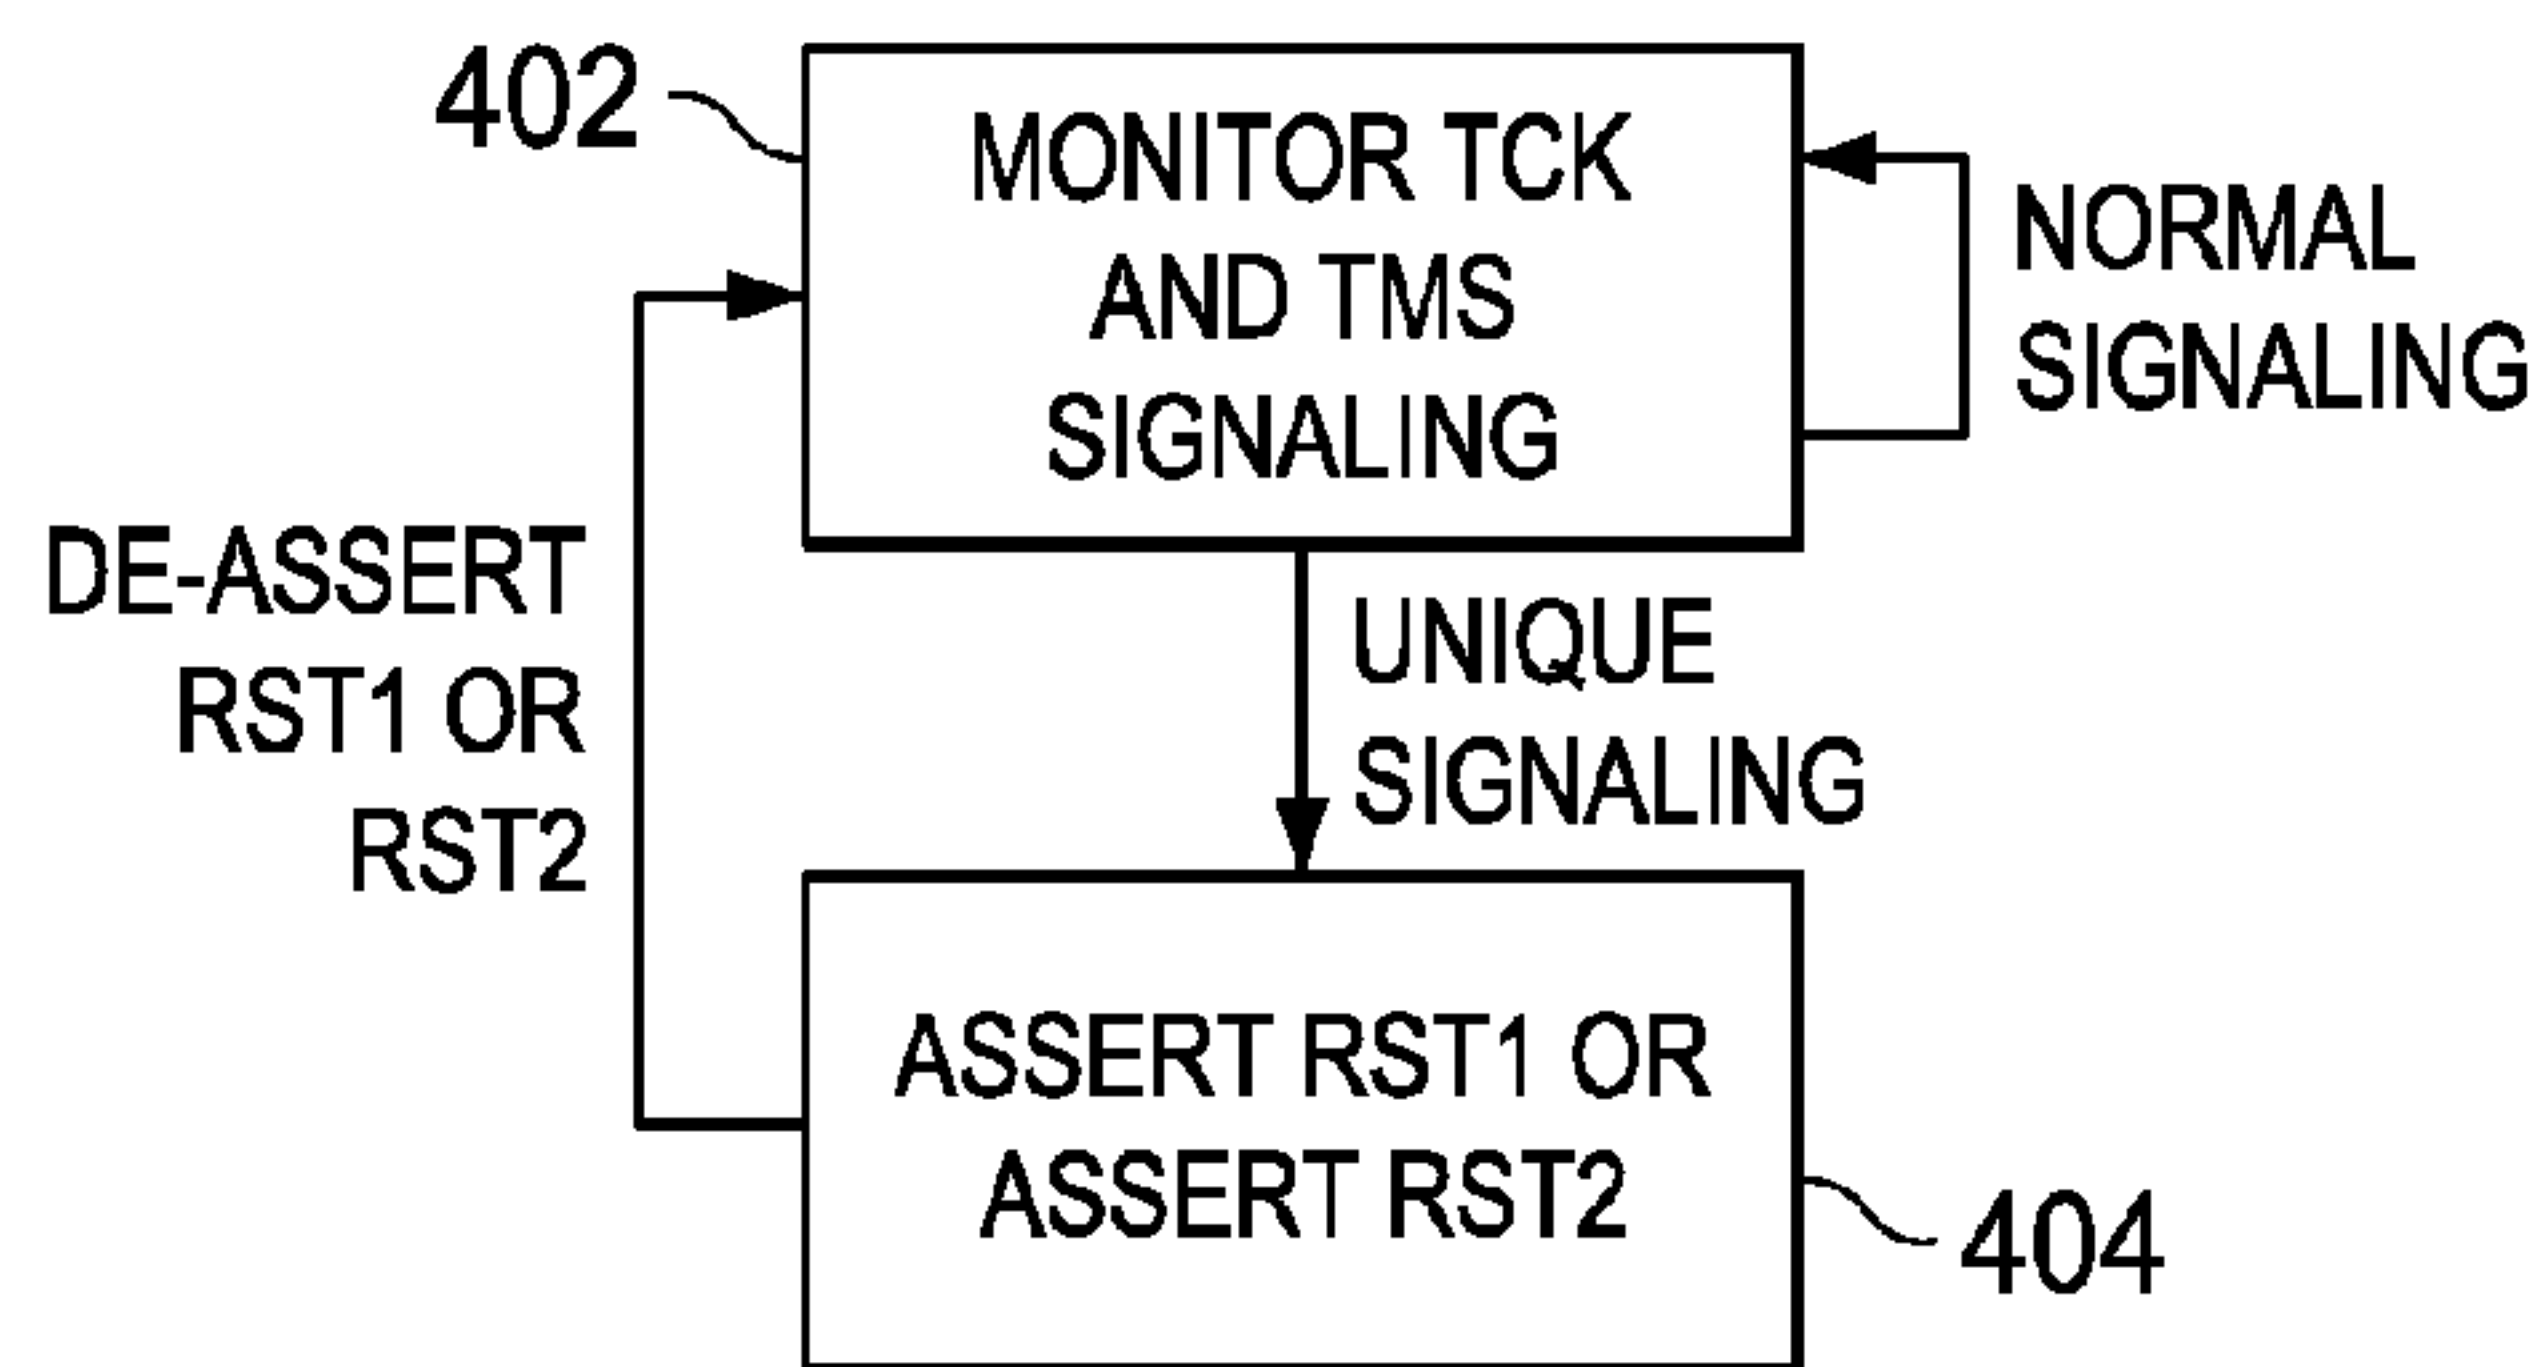 402
MONITOR TCK
AND TMS
SIGNALING
NORMAL
SIGNALING
DE-ASSERT
RST1 OR
RST2
UNIQUE
SIGNALING
ASSERT RST1 OR
ASSERT RST2
404